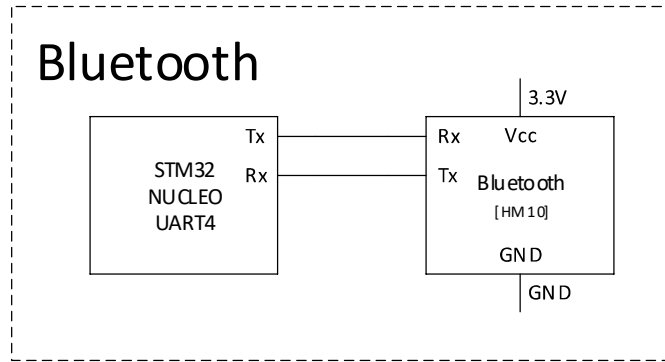 Bluetooth
3.3V
Tx
Rx
Vcc
STM32
NUCLEO
UART4
Rx
Tx
Bluetooth
[HM10]
GND
GND